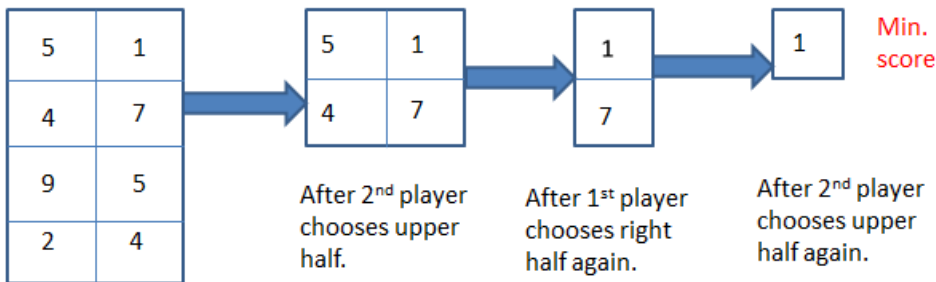 5 1
4 7
9 5
2 4
5 1
4 7
1
7
1
Min.
score
After 2nd player
chooses upper
half.
After 1st player
chooses right
half again.
After 2nd player
chooses upper
half again.